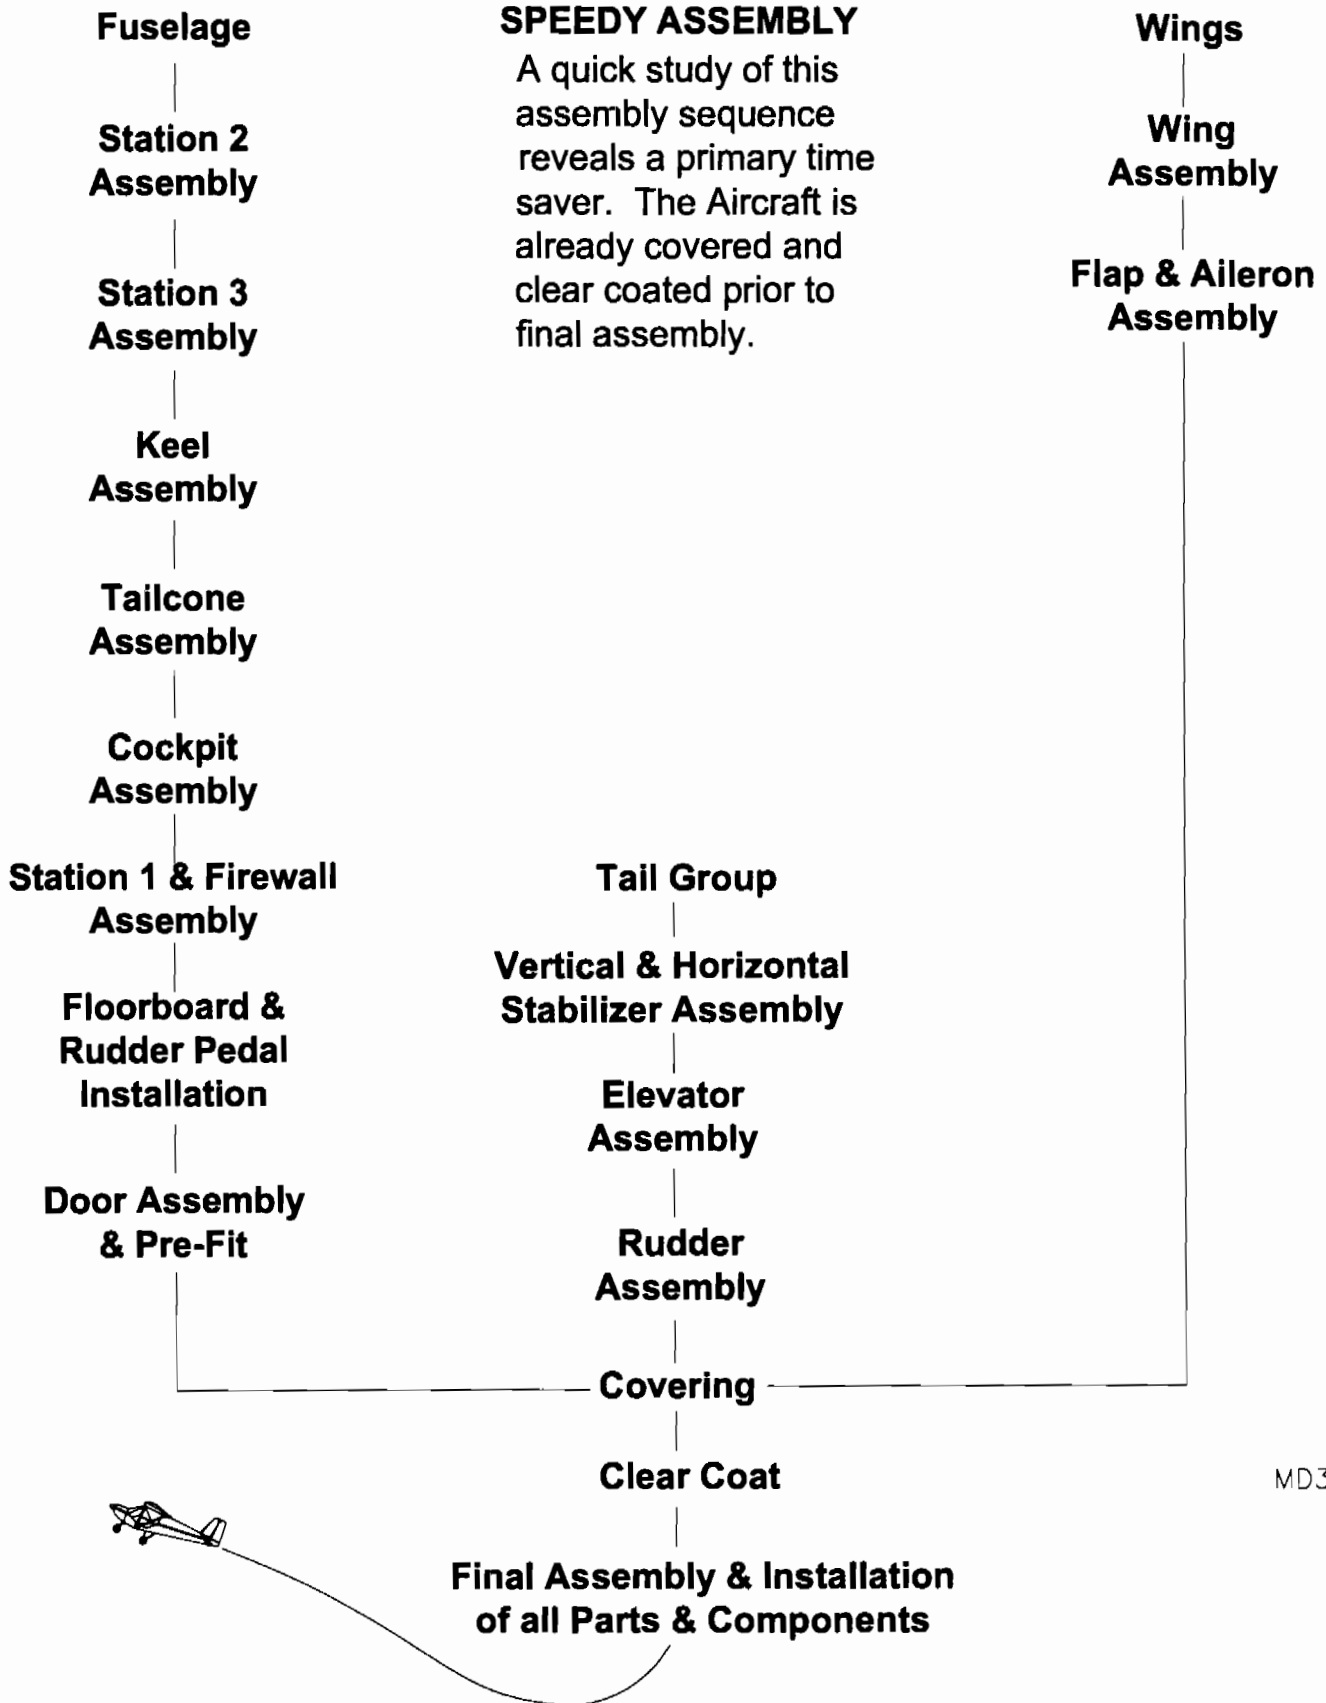 Fuselage
Station 2
Assembly
Station 3
Assembly
Keel
Assembly
Tailcone
Assembly
Cockpit
Assembly
Station 1 & Firewall
Assembly
Floorboard &
Rudder Pedal
Installation
Door Assembly
& Pre-Fit
SPEEDY ASSEMBLY
A quick study of this
assembly sequence
reveals a primary time
saver.  The Aircraft is
already covered and
clear coated prior to
final assembly.
Tail Group
Vertical & Horizontal
Stabilizer Assembly
Elevator
Assembly
Rudder
Assembly
Wings
Wing
Assembly
Flap & Aileron
Assembly
Covering
Clear Coat
MD3
Final Assembly & Installation
of all Parts & Components